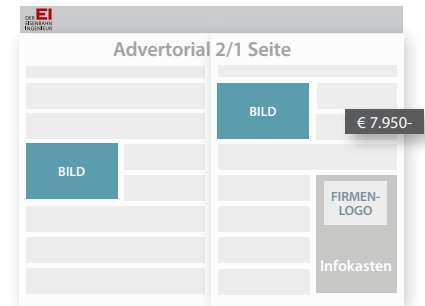 DER EI
EISENBAHN
INGENIEUR
Advertorial 2/1 Seite
BILD
€ 7.950-
BILD
FIRMEN-
LOGO
Infokasten